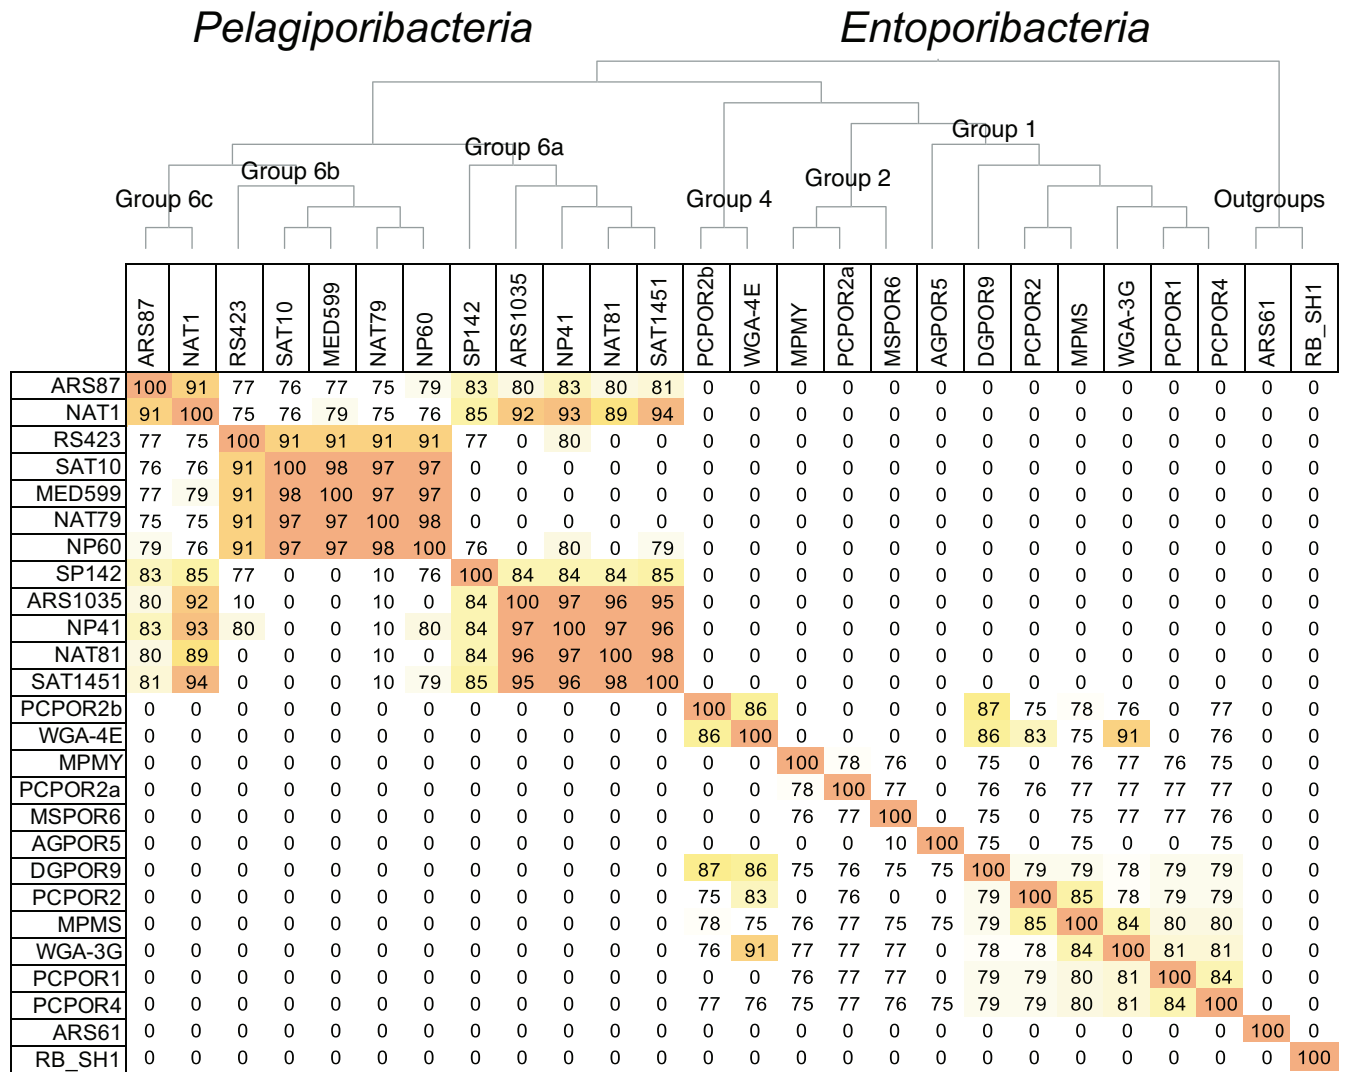 Pelagiporibacteria Entoporibacteria
Group 1
Group 6a
Group 6b
Group 2
Group 6c Group 4 Outgroups
ARS87 NAT1 RS423 SAT10 MED599 NAT79 NP60 SP142 ARS1035 NP41 NAT81 SAT1451 PCPOR2b WGA-4E MPMY PCPOR2a MSPOR6 AGPOR5 DGPOR9 PCPOR2 MPMS WGA-3G PCPOR1 PCPOR4 ARS61 RB_SH1
ARS87 100 91 77 76 77 75 79 83 80 83 80 81 0 0 0 0 0 0 0 0 0 0 0 0 0 0
NAT1 91 100 75 76 79 75 76 85 92 93 89 94 0 0 0 0 0 0 0 0 0 0 0 0 0 0
RS423 77 75 100 91 91 91 91 77 0 80 0 0 0 0 0 0 0 0 0 0 0 0 0 0 0 0
SAT10 76 76 91 100 98 97 97 0 0 0 0 0 0 0 0 0 0 0 0 0 0 0 0 0 0 0
MED599 77 79 91 98 100 97 97 0 0 0 0 0 0 0 0 0 0 0 0 0 0 0 0 0 0 0
NAT79 75 75 91 97 97 100 98 0 0 0 0 0 0 0 0 0 0 0 0 0 0 0 0 0 0 0
NP60 79 76 91 97 97 98 100 76 0 80 0 79 0 0 0 0 0 0 0 0 0 0 0 0 0 0
SP142 83 85 77 0 0 10 76 100 84 84 84 85 0 0 0 0 0 0 0 0 0 0 0 0 0 0
ARS1035 80 92 10 0 0 10 0 84 100 97 96 95 0 0 0 0 0 0 0 0 0 0 0 0 0 0
NP41 83 93 80 0 0 10 80 84 97 100 97 96 0 0 0 0 0 0 0 0 0 0 0 0 0 0
NAT81 80 89 0 0 0 10 0 84 96 97 100 98 0 0 0 0 0 0 0 0 0 0 0 0 0 0
SAT1451 81 94 0 0 0 10 79 85 95 96 98 100 0 0 0 0 0 0 0 0 0 0 0 0 0 0
PCPOR2b 0 0 0 0 0 0 0 0 0 0 0 0 100 86 0 0 0 0 87 75 78 76 0 77 0 0
WGA-4E 0 0 0 0 0 0 0 0 0 0 0 0 86 100 0 0 0 0 86 83 75 91 0 76 0 0
MPMY 0 0 0 0 0 0 0 0 0 0 0 0 0 0 100 78 76 0 75 0 76 77 76 75 0 0
PCPOR2a 0 0 0 0 0 0 0 0 0 0 0 0 0 0 78 100 77 0 76 76 77 77 77 77 0 0
MSPOR6 0 0 0 0 0 0 0 0 0 0 0 0 0 0 76 77 100 0 75 0 75 77 77 76 0 0
AGPOR5 0 0 0 0 0 0 0 0 0 0 0 0 0 0 0 0 10 100 75 0 75 0 0 75 0 0
DGPOR9 0 0 0 0 0 0 0 0 0 0 0 0 87 86 75 76 75 75 100 79 79 78 79 79 0 0
PCPOR2 0 0 0 0 0 0 0 0 0 0 0 0 75 83 0 76 0 0 79 100 85 78 79 79 0 0
MPMS 0 0 0 0 0 0 0 0 0 0 0 0 78 75 76 77 75 75 79 85 100 84 80 80 0 0
WGA-3G 0 0 0 0 0 0 0 0 0 0 0 0 76 91 77 77 77 0 78 78 84 100 81 81 0 0
PCPOR1 0 0 0 0 0 0 0 0 0 0 0 0 0 0 76 77 77 0 79 79 80 81 100 84 0 0
PCPOR4 0 0 0 0 0 0 0 0 0 0 0 0 77 76 75 77 76 75 79 79 80 81 84 100 0 0
ARS61 0 0 0 0 0 0 0 0 0 0 0 0 0 0 0 0 0 0 0 0 0 0 0 0 100 0
RB_SH1 0 0 0 0 0 0 0 0 0 0 0 0 0 0 0 0 0 0 0 0 0 0 0 0 0 100